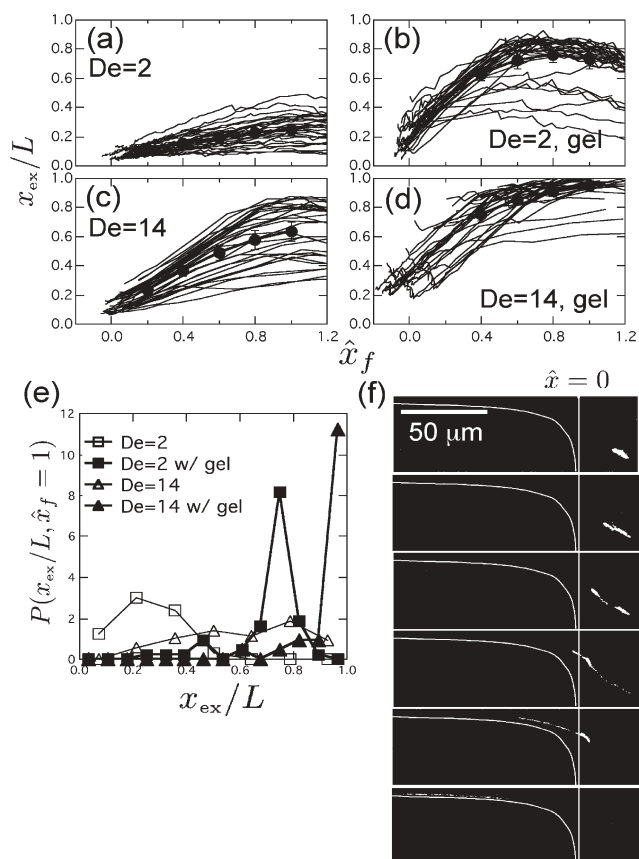 (a)
De=2
1.0
0.8
0.6
0.4
0.2
0.0
(b)
De=2, gel
x_ex/L
1.0
0.8
0.6
0.4
0.2
0.0
(c)
De=14
1.0
0.8
0.6
0.4
0.2
0.0
0.0 0.4 0.8 1.2
(d)
De=14, gel
1.0
0.8
0.6
0.4
0.2
0.0
0.0 0.4 0.8 1.2
x̂_f
(e)
De=2
De=2 w/ gel
De=14
De=14 w/ gel
P(x_ex/L, x̂_f = 1)
12
10
8
6
4
2
0
0.0 0.2 0.4 0.6 0.8 1.0
x_ex/L
(f)
x̂ = 0
50 μm